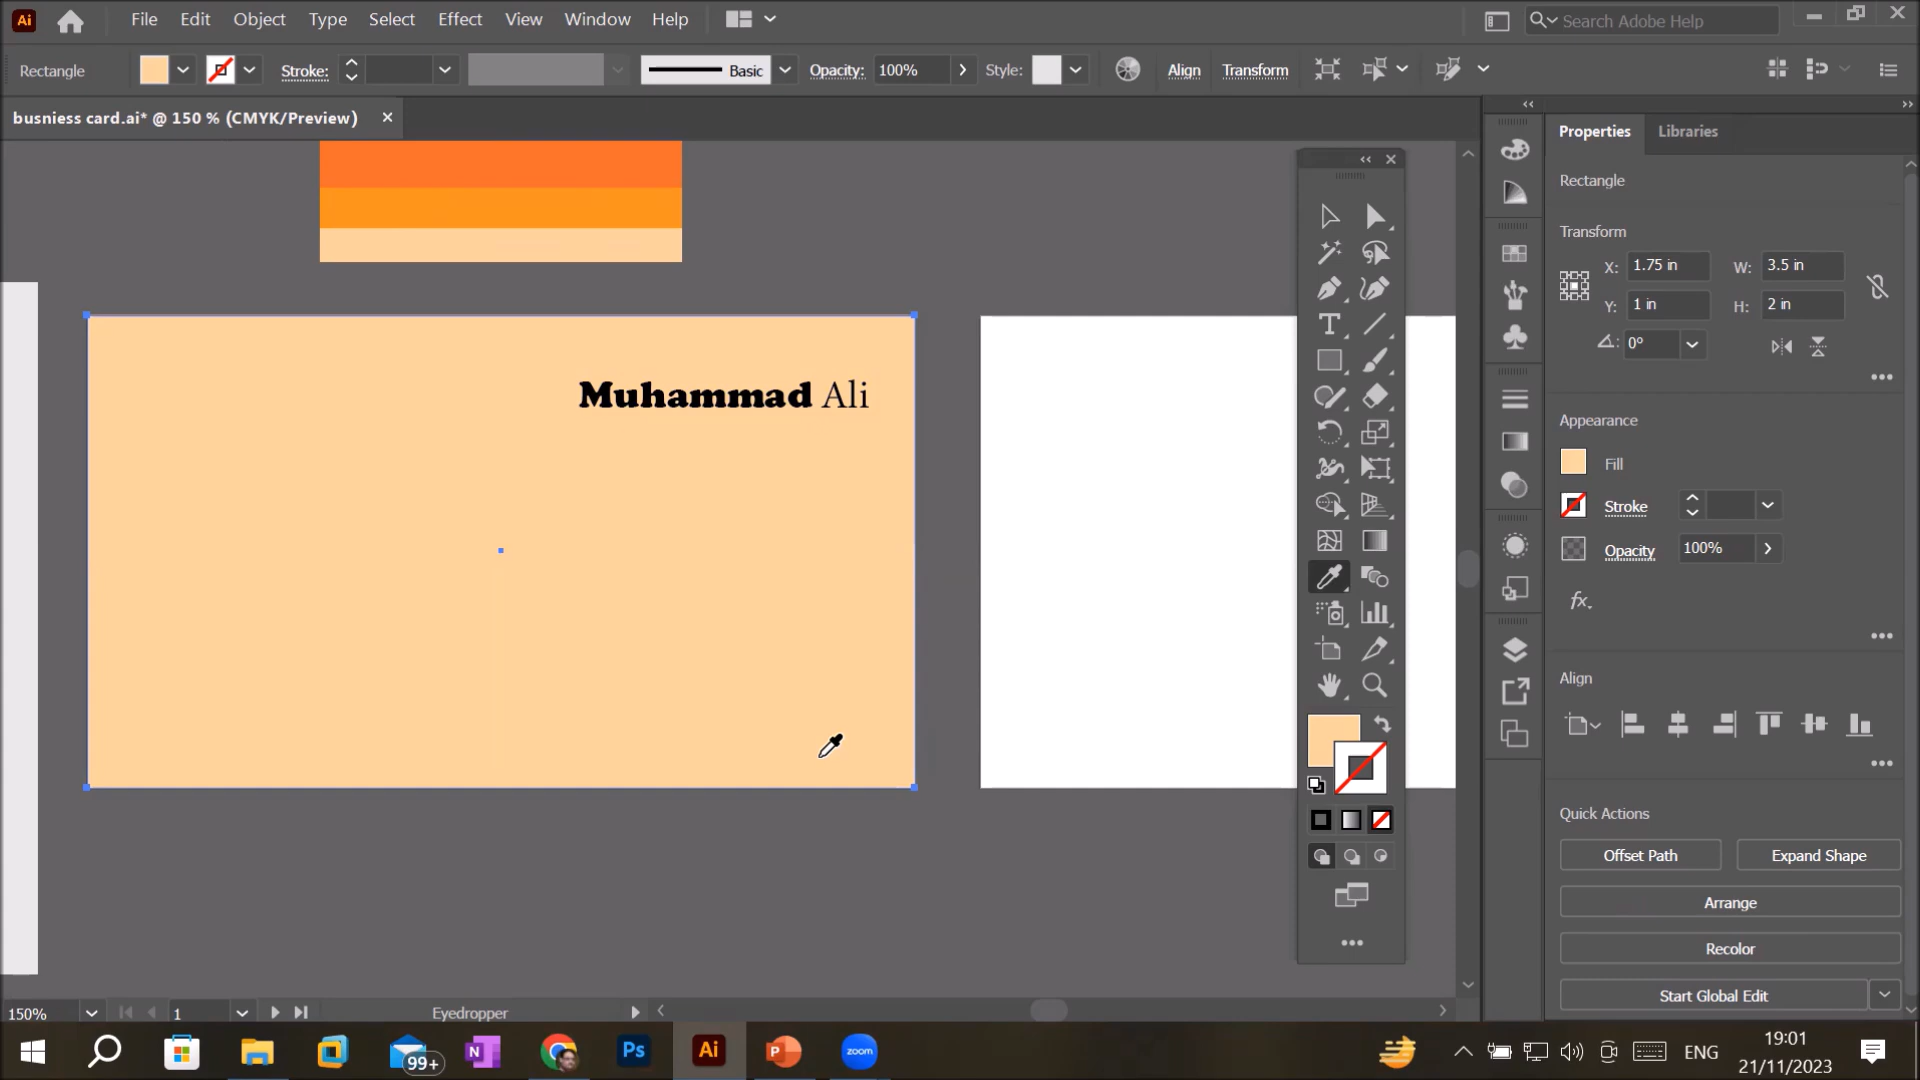 File Edit Object Type Select Effect View Window Help Search Adobe Help
Rectangle Stroke: Basic Opacity: 100% Style: Align Transform
busniess card.ai* @ 150 % (CMYK/Preview)
Properties Libraries
Rectangle
Transform
X: 1.75 in W: 3.5 in
Y: 1 in H: 2 in
0°
Muhammad Ali
Appearance
Fill
Stroke
Opacity 100%
fx
Align
Quick Actions
Offset Path Expand Shape
Arrange
Recolor
Start Global Edit
150% 1 Eyedropper
Ai
99+
N
Ps
Ai
P
zoom
ENG
19:01
21/11/2023